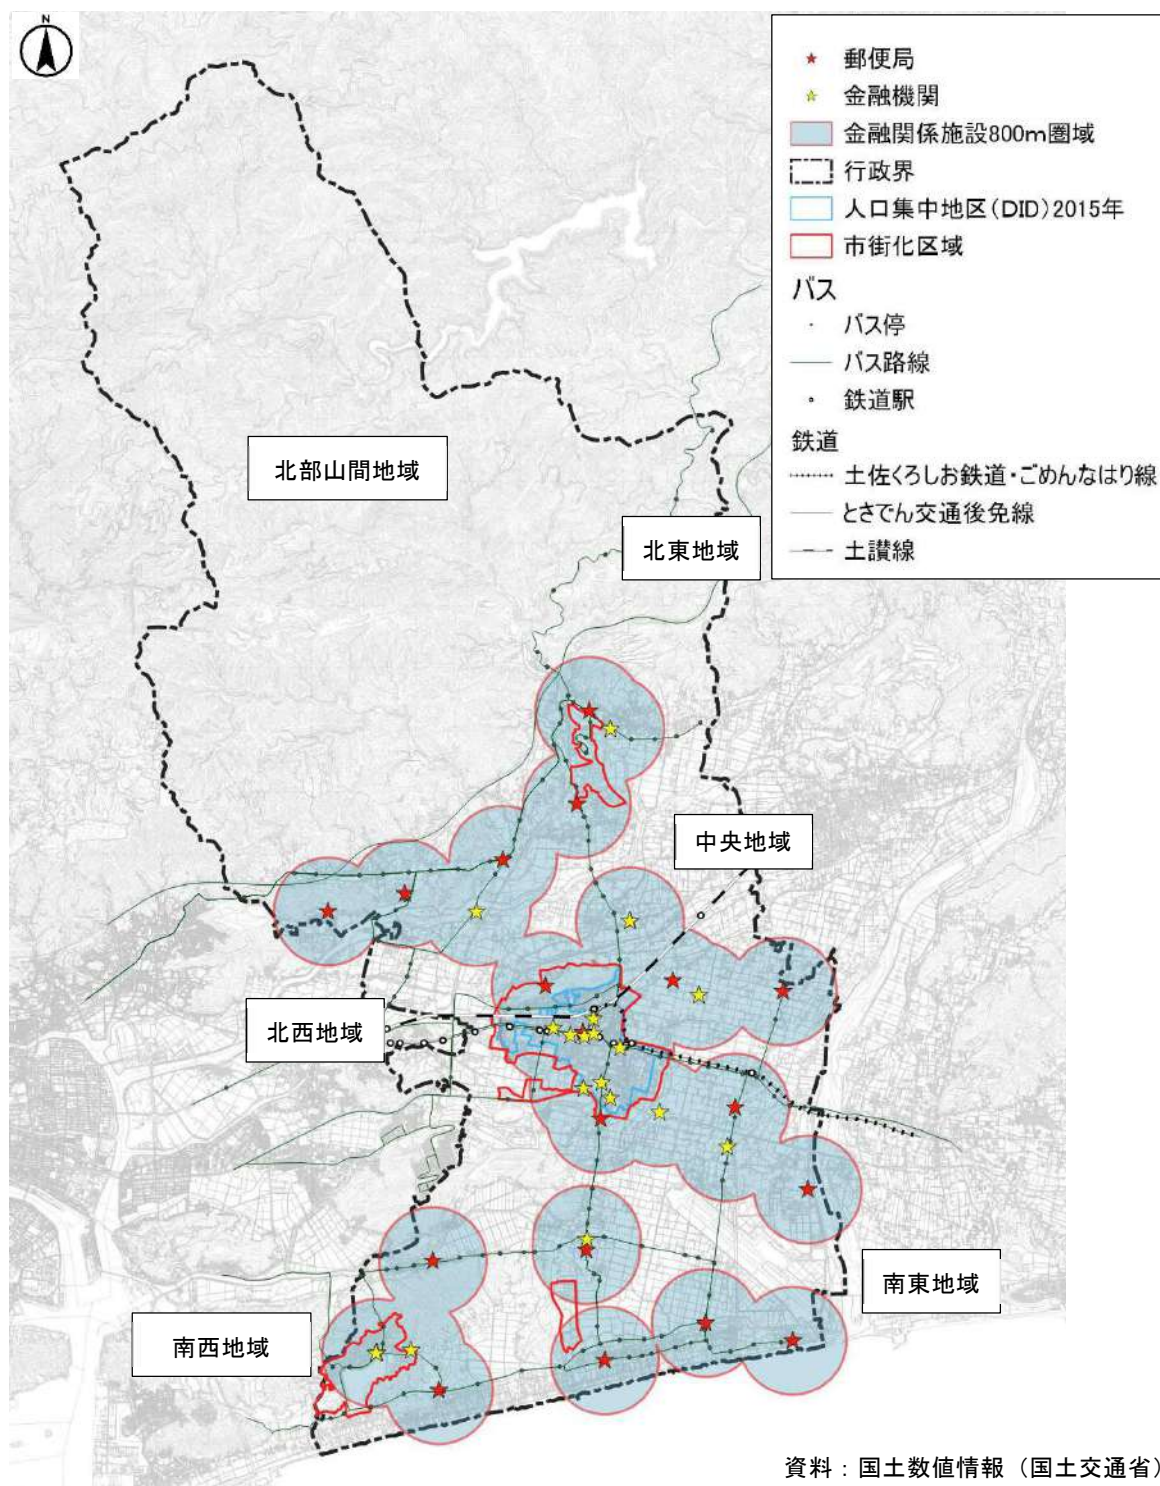 N
郵便局
金融機関
金融関係施設800m圏域
行政界
人口集中地区(DID)2015年
市街化区域
バス
バス停
バス路線
鉄道駅
鉄道
土佐くろしお鉄道・ごめんなはり線
とさでん交通後免線
土讃線
北部山間地域
北東地域
中央地域
北西地域
南東地域
南西地域
資料：国土数値情報（国土交通省）